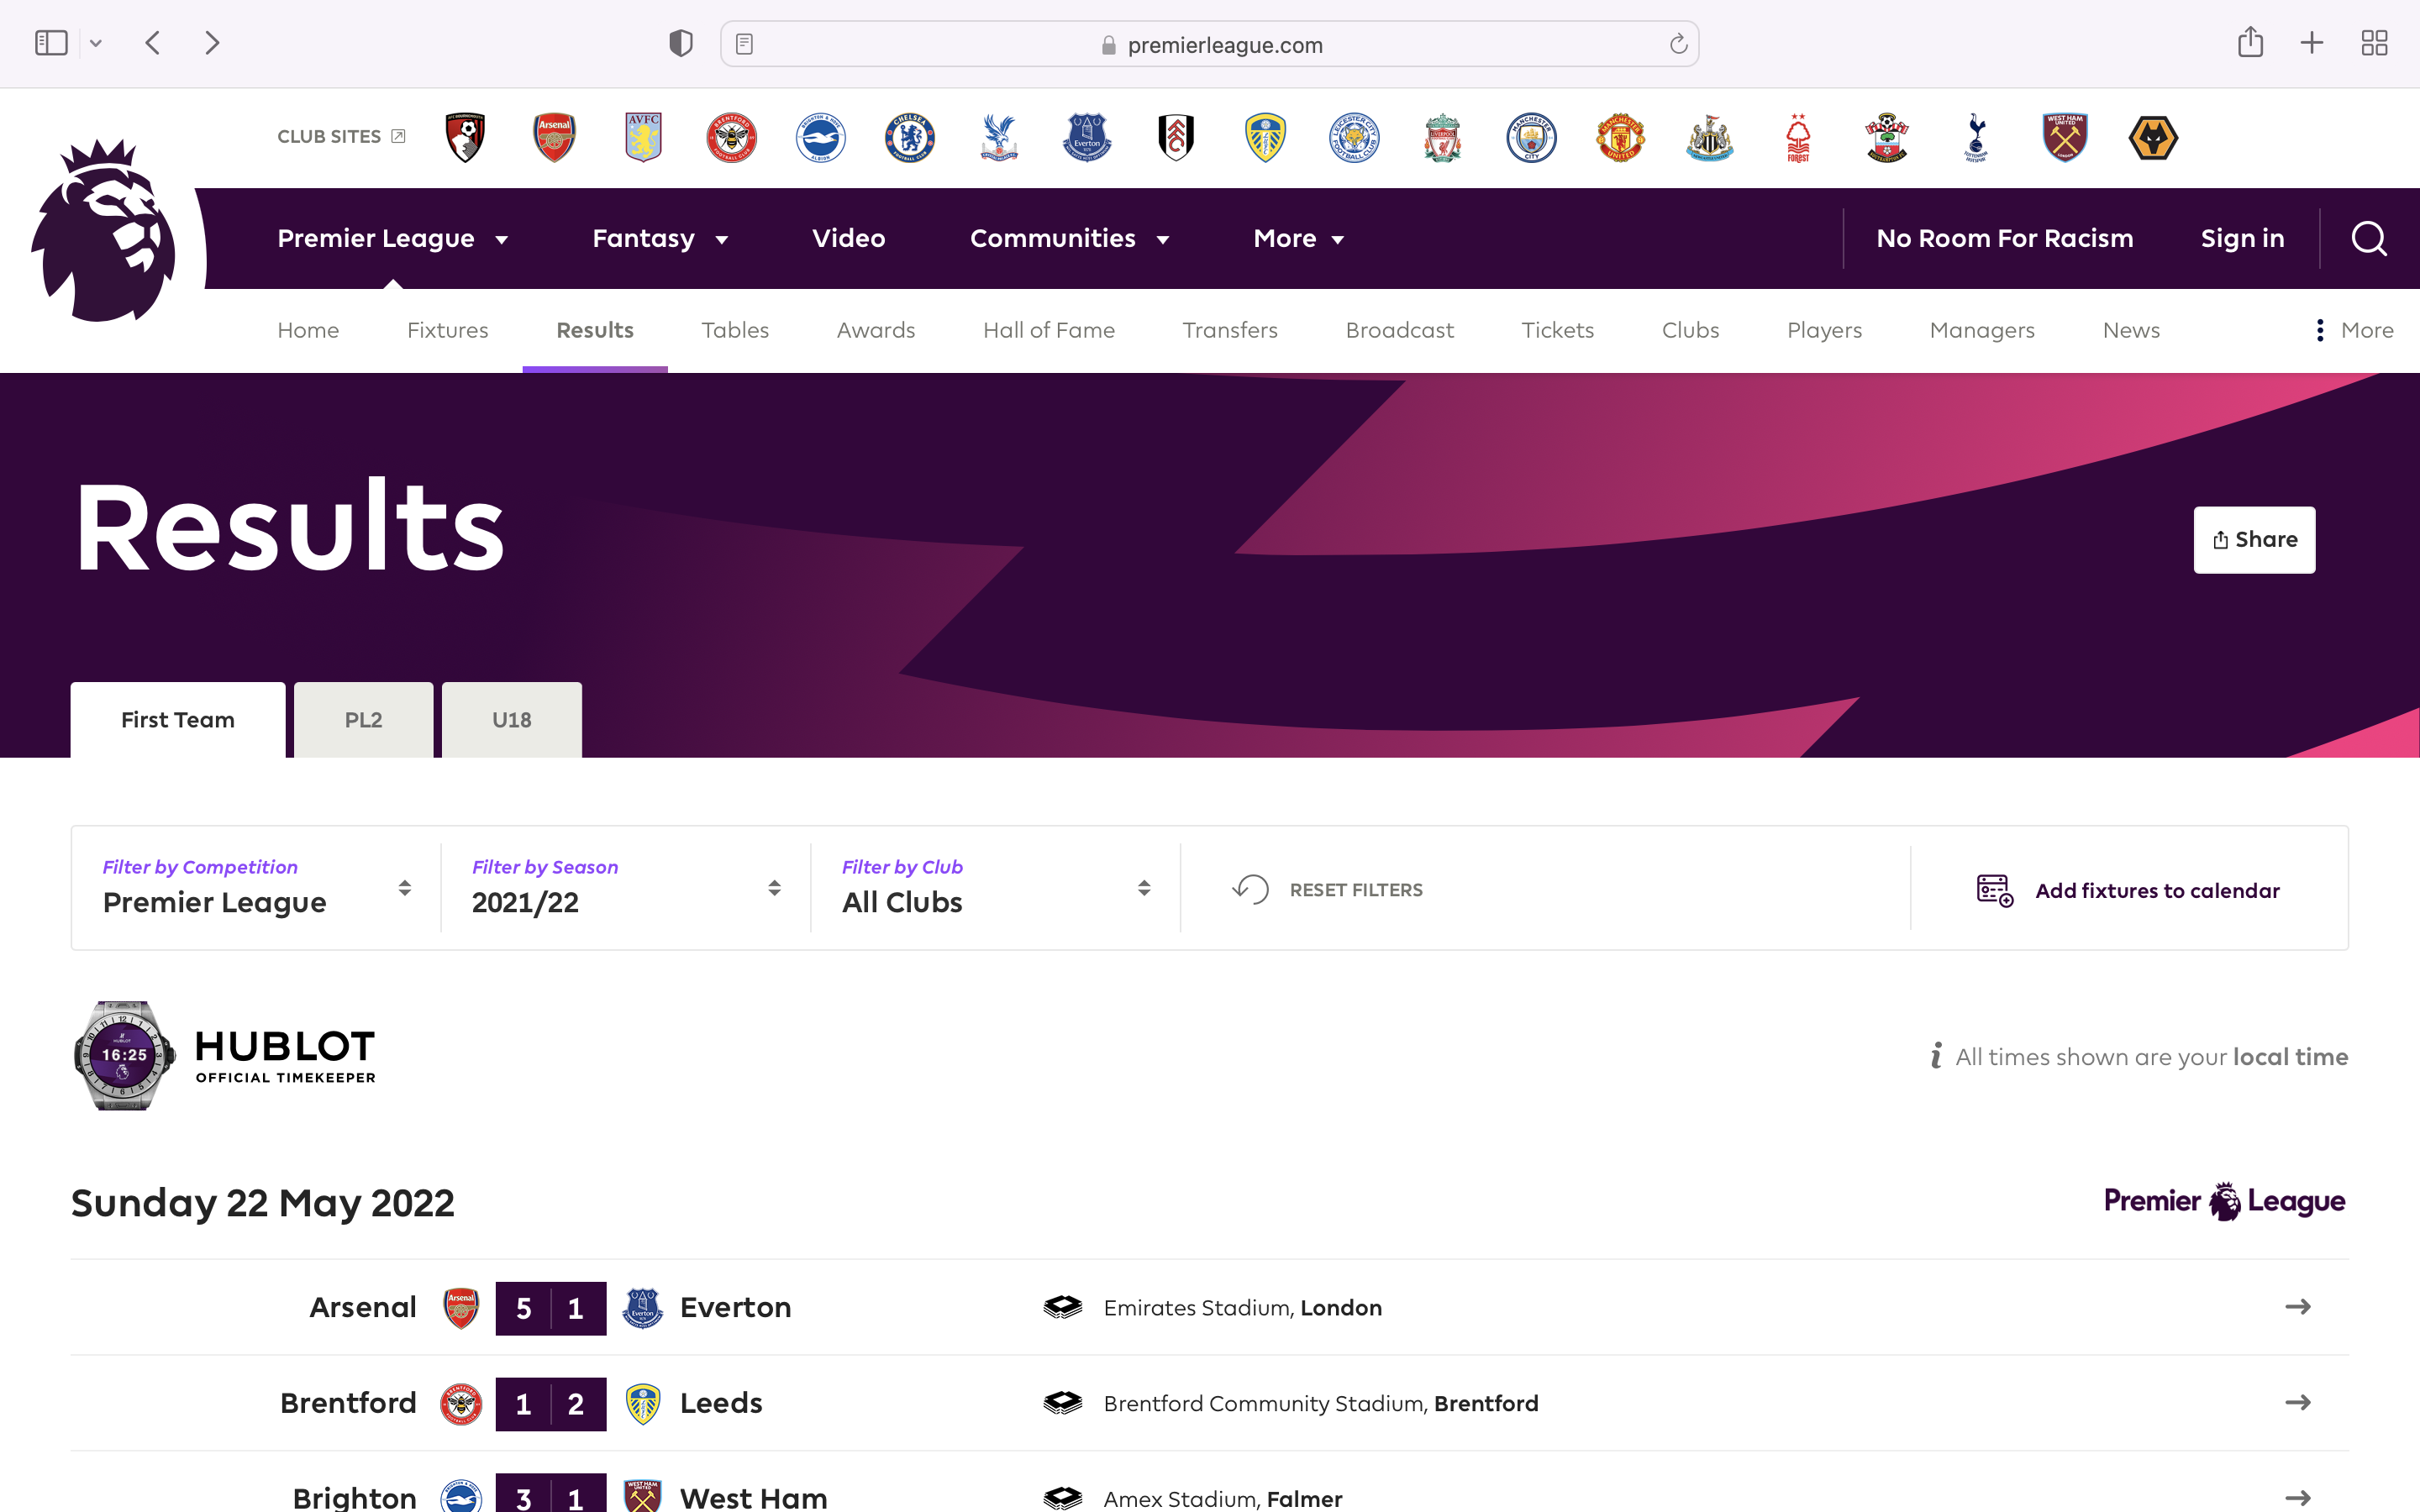 premierleague.com
CLUB SITES
Premier League
Fantasy
Video
Communities
More
No Room For Racism
Sign in
Home
Fixtures
Results
Tables
Awards
Hall of Fame
Transfers
Broadcast
Tickets
Clubs
Players
Managers
News
More
Results
Share
First Team
PL2
U18
Filter by Competition
Premier League
Filter by Season
2021/22
Filter by Club
All Clubs
RESET FILTERS
Add fixtures to calendar
16:25
HUBLOT
OFFICIAL TIMEKEEPER
All times shown are your local time
Sunday 22 May 2022
Premier League
Arsenal 5 1 Everton
Emirates Stadium, London
Brentford 1 2 Leeds
Brentford Community Stadium, Brentford
Brighton 3 1 West Ham
Amex Stadium, Falmer